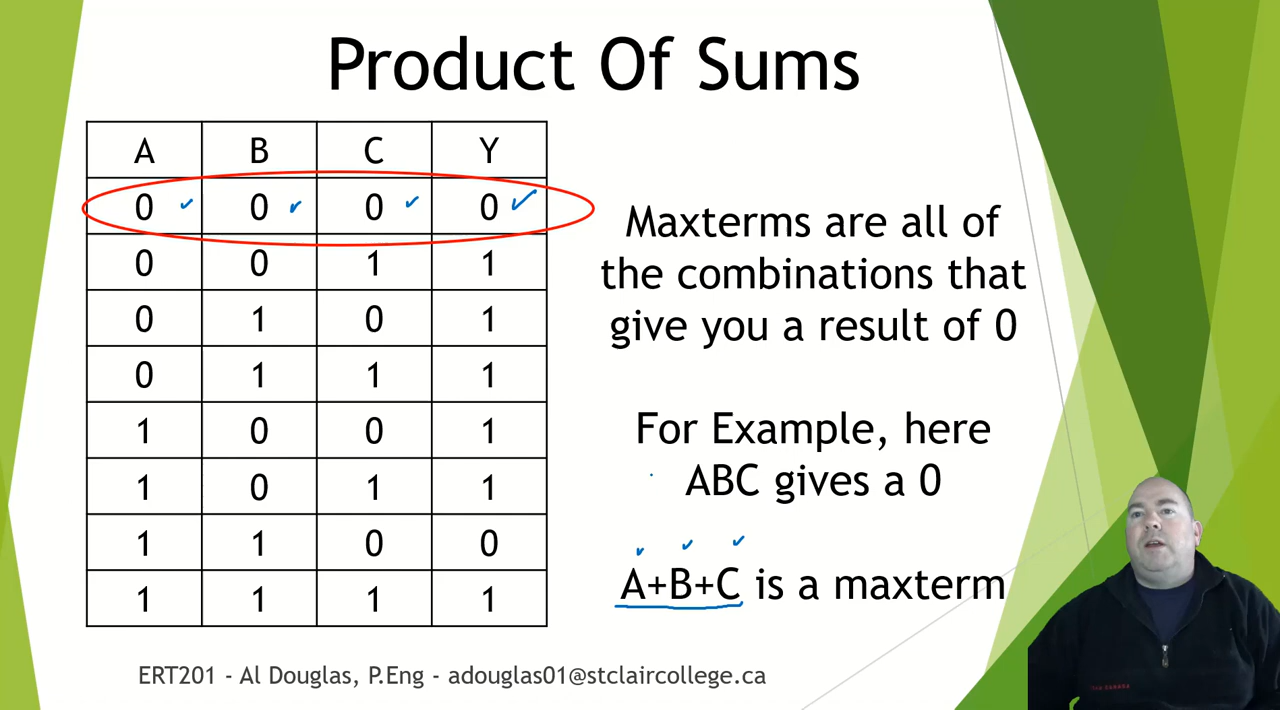 Product Of Sums
A B C Y
0 0 0 0
0 0 1 1
0 1 0 1
0 1 1 1
1 0 0 1
1 0 1 1
1 1 0 0
1 1 1 1
Maxterms are all of
the combinations that
give you a result of 0
For Example, here
ABC gives a 0
A+B+C is a maxterm
ERT201 - Al Douglas, P.Eng - adouglas01@stclaircollege.ca